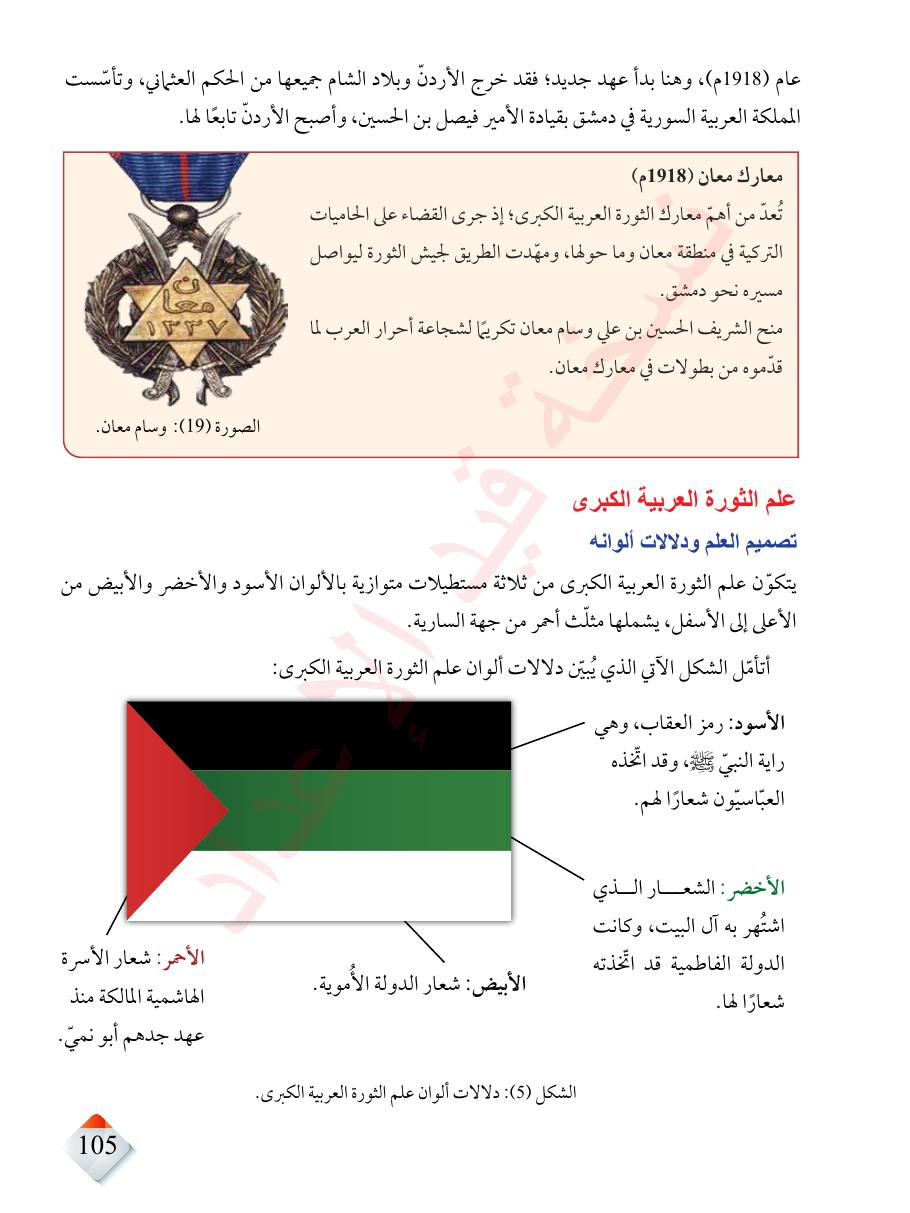 عام (1918م)، وهنا بدأ عهد جديد؛ فقد خرج الأردنّ وبلاد الشام جميعها من الحكم العثماني، وتأسّست
المملكة العربية السورية في دمشق بقيادة الأمير فيصل بن الحسين، وأصبح الأردنّ تابعًا لها.
معارك معان (1918م)
تُعدّ من أهمّ معارك الثورة العربية الكبرى؛ إذ جرى القضاء على الحاميات
التركية في منطقة معان وما حولها، ومهّدت الطريق لجيش الثورة ليواصل
مسيره نحو دمشق.
منح الشريف الحسين بن علي وسام معان تكريمًا لشجاعة أحرار العرب لما
قدّموه من بطولات في معارك معان.
ن
معا
١٣٣٧
الصورة (19): وسام معان.
علم الثورة العربية الكبرى
تصميم العلم ودلالات ألوانه
يتكوّن علم الثورة العربية الكبرى من ثلاثة مستطيلات متوازية بالألوان الأسود والأخضر والأبيض من
الأعلى إلى الأسفل، يشملها مثلّث أحمر من جهة السارية.
أتأمّل الشكل الآتي الذي يُبيّن دلالات ألوان علم الثورة العربية الكبرى:
الأسود: رمز العقاب، وهي
راية النبيّ ﷺ، وقد اتّخذه
العبّاسيّون شعارًا لهم.
الأخضر: الشعـــار الــذي
اشتُهر به آل البيت، وكانت
الدولة الفاطمية قد اتّخذته
شعارًا لها.
الأبيض: شعار الدولة الأُموية.
الأحمر: شعار الأسرة
الهاشمية المالكة منذ
عهد جدهم أبو نميّ.
الشكل (5): دلالات ألوان علم الثورة العربية الكبرى.
105
نسخة قيد الإعداد